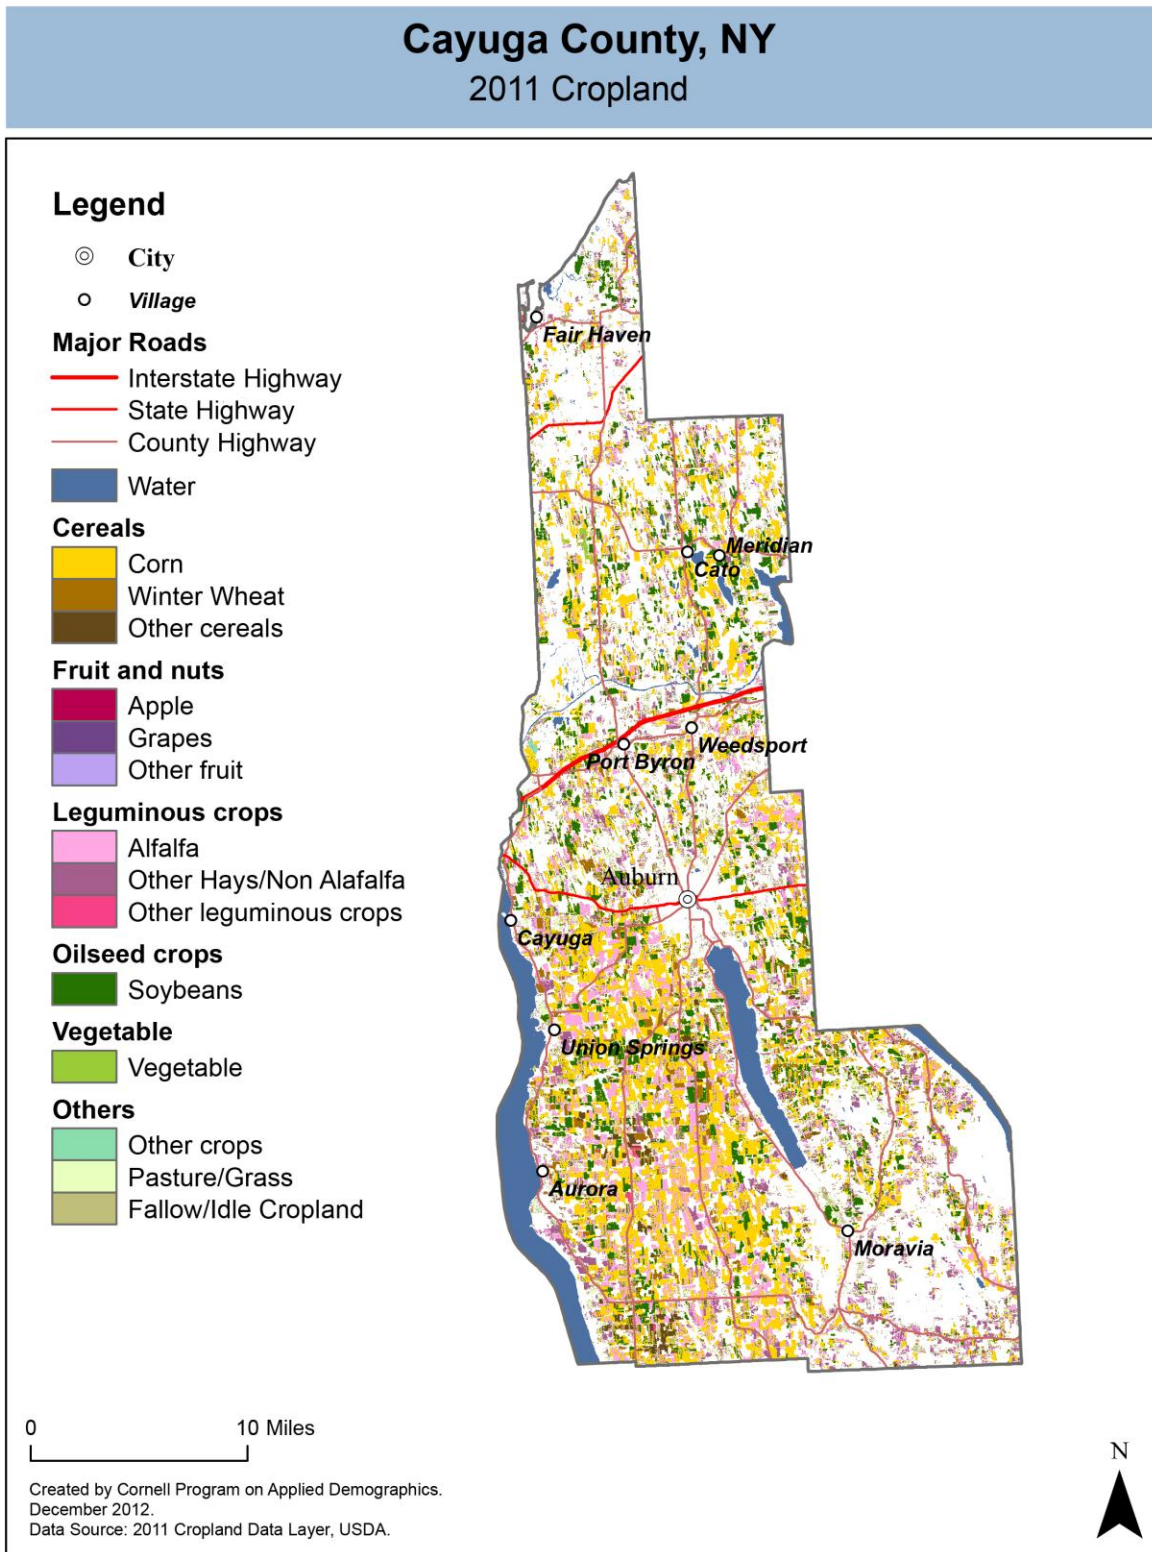 Cayuga County, NY
2011 Cropland
Legend
City
Village
Major Roads
Interstate Highway
State Highway
County Highway
Water
Cereals
Corn
Winter Wheat
Other cereals
Fruit and nuts
Apple
Grapes
Other fruit
Leguminous crops
Alfalfa
Other Hays/Non Alafalfa
Other leguminous crops
Oilseed crops
Soybeans
Vegetable
Vegetable
Others
Other crops
Pasture/Grass
Fallow/Idle Cropland
Fair Haven
Meridian
Cato
Weedsport
Port Byron
Auburn
Cayuga
Union Springs
Aurora
Moravia
0 10 Miles
Created by Cornell Program on Applied Demographics.
December 2012.
Data Source: 2011 Cropland Data Layer, USDA.
N